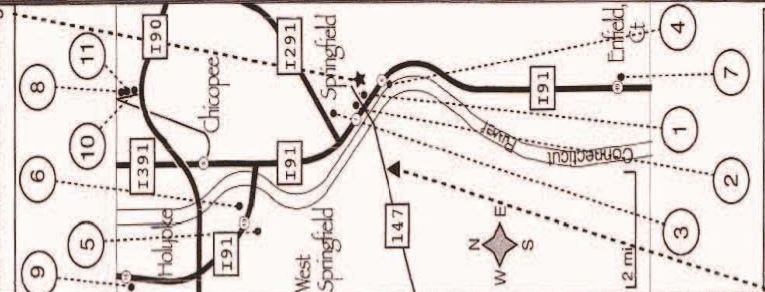 9
8
5
6
10
11
I391
I90
Holyoke
Chicopee
I91
I91
I291
West
Springfield
Springfield
147
N
E
W
S
River
I91
Connecticut
Enfield,
Ct
2 mi.
3
1
4
2
7